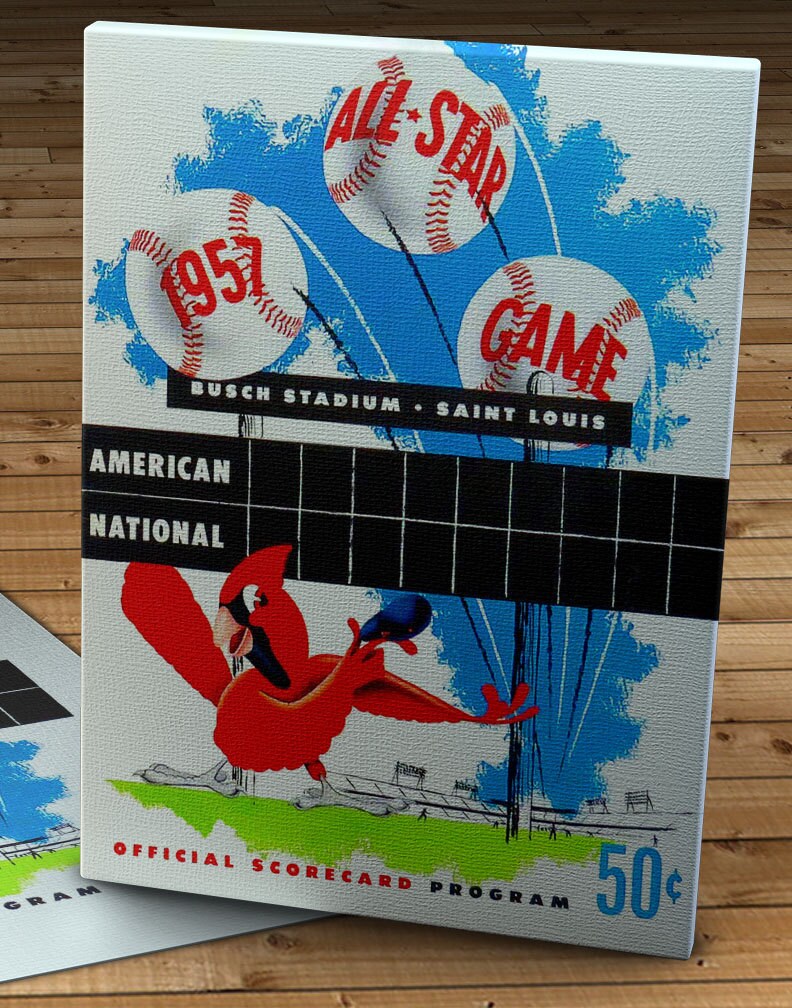 ALL★STAR
1957
GAME
BUSCH STADIUM • SAINT LOUIS
AMERICAN
NATIONAL
OFFICIAL SCORECARD PROGRAM
50¢
GRAM